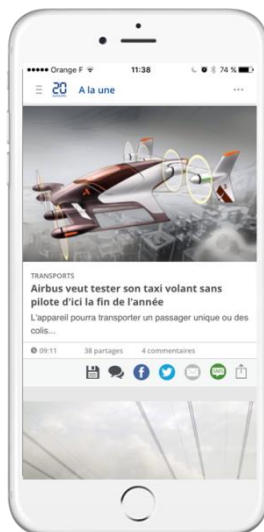 Orange F 11:38 74 %
20 A la une
TRANSPORTS
Airbus veut tester son taxi volant sans
pilote d'ici la fin de l'année
L'appareil pourra transporter un passager unique ou des
colis...
09:11 38 partages 4 commentaires